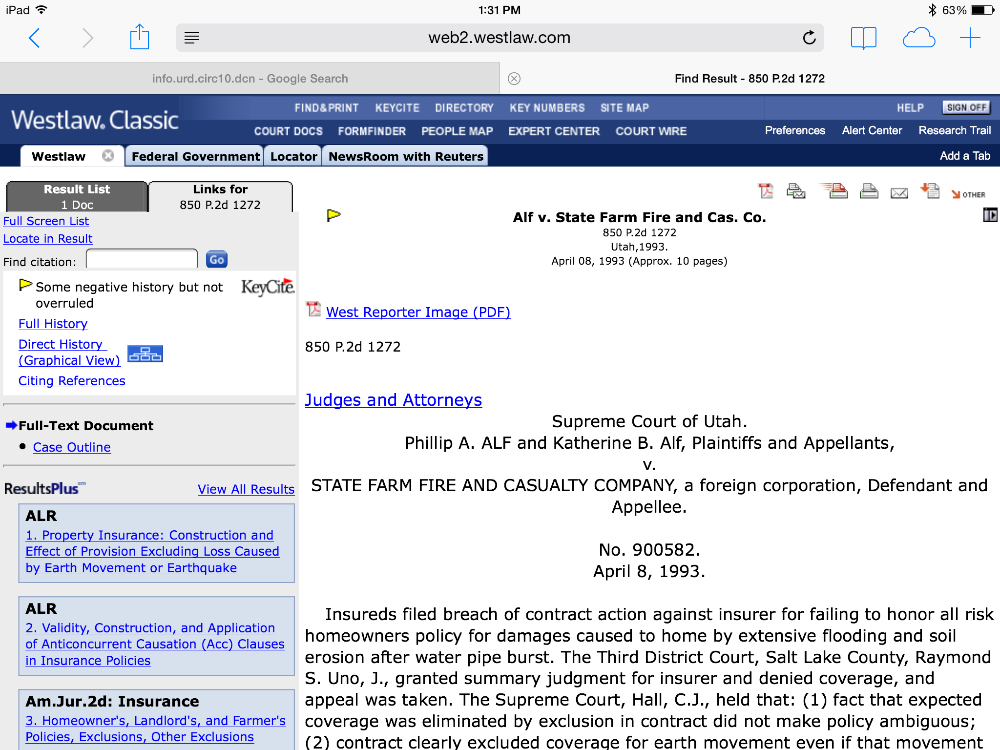 iPad
1:31 PM
63%
web2.westlaw.com
info.urd.circ10.dcn - Google Search
Find Result - 850 P.2d 1272
Westlaw. Classic
FIND&PRINT KEYCITE DIRECTORY KEY NUMBERS SITE MAP
HELP SIGN OFF
COURT DOCS FORMFINDER PEOPLE MAP EXPERT CENTER COURT WIRE
Preferences Alert Center Research Trail
Westlaw Federal Government Locator NewsRoom with Reuters
Add a Tab
Result List
1 Doc
Links for
850 P.2d 1272
Full Screen List
Locate in Result
Find citation: Go
Some negative history but not
overruled
KeyCite.
Full History
Direct History
(Graphical View)
Citing References
Full-Text Document
• Case Outline
ResultsPlus™ View All Results
ALR
1. Property Insurance: Construction and
Effect of Provision Excluding Loss Caused
by Earth Movement or Earthquake
ALR
2. Validity, Construction, and Application
of Anticoncurrent Causation (Acc) Clauses
in Insurance Policies
Am.Jur.2d: Insurance
3. Homeowner's, Landlord's, and Farmer's
Policies, Exclusions, Other Exclusions
OTHER
Alf v. State Farm Fire and Cas. Co.
850 P.2d 1272
Utah,1993.
April 08, 1993 (Approx. 10 pages)
West Reporter Image (PDF)
850 P.2d 1272
Judges and Attorneys
Supreme Court of Utah.
Phillip A. ALF and Katherine B. Alf, Plaintiffs and Appellants,
v.
STATE FARM FIRE AND CASUALTY COMPANY, a foreign corporation, Defendant and
Appellee.
No. 900582.
April 8, 1993.
Insureds filed breach of contract action against insurer for failing to honor all risk
homeowners policy for damages caused to home by extensive flooding and soil
erosion after water pipe burst. The Third District Court, Salt Lake County, Raymond
S. Uno, J., granted summary judgment for insurer and denied coverage, and
appeal was taken. The Supreme Court, Hall, C.J., held that: (1) fact that expected
coverage was eliminated by exclusion in contract did not make policy ambiguous;
(2) contract clearly excluded coverage for earth movement even if that movement